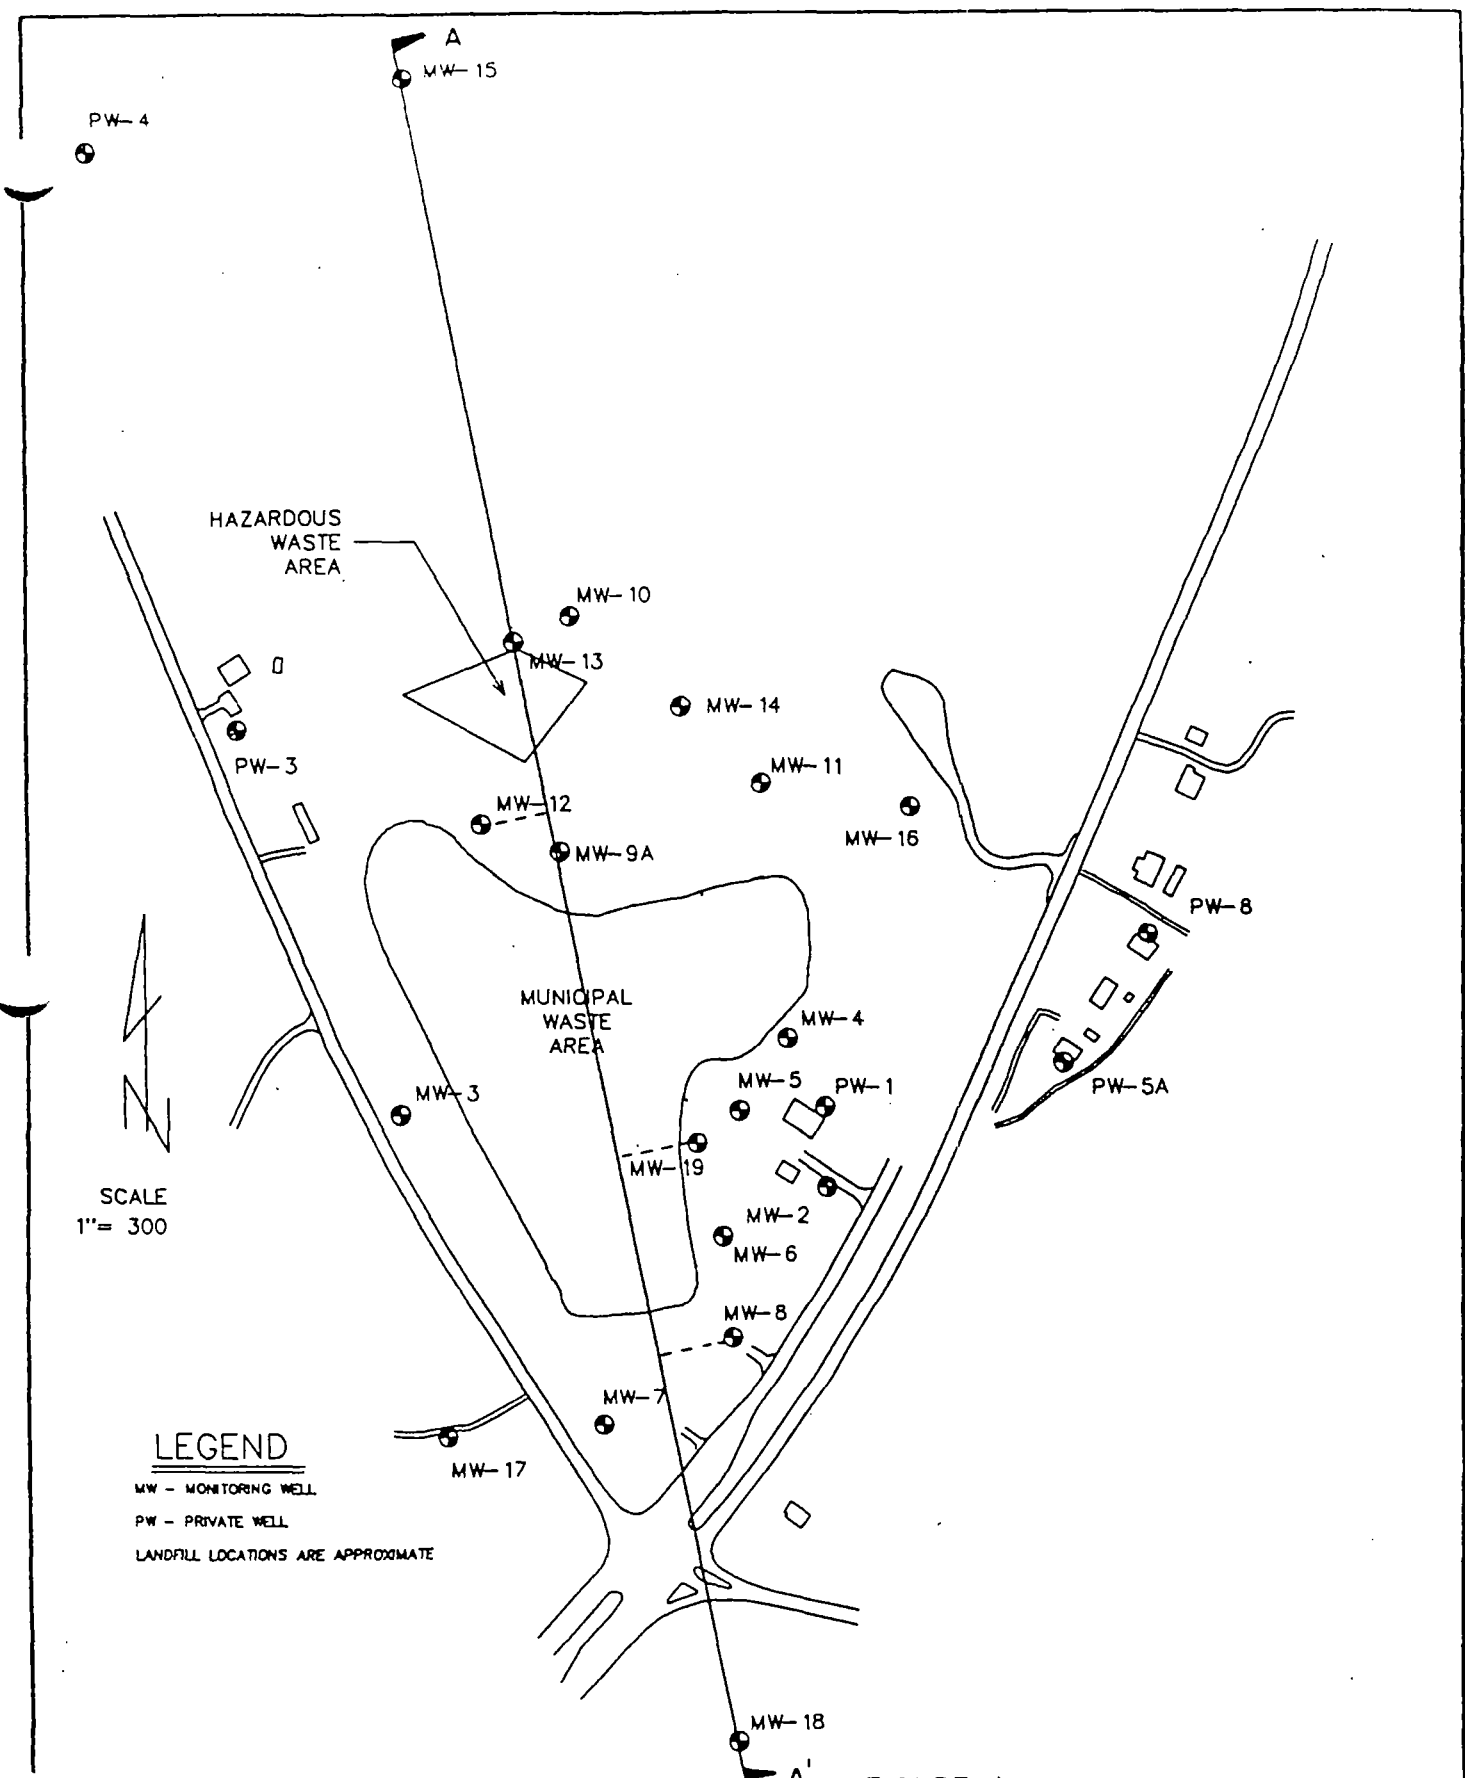 A
MW-15
PW-4
HAZARDOUS
WASTE
AREA
MW-10
MW-13
MW-14
PW-3
MW-11
MW-12
MW-16
MW-9A
PW-8
MUNICIPAL
WASTE
AREA
MW-4
MW-5
PW-1
PW-5A
MW-3
MW-19
SCALE
1"= 300
MW-2
MW-6
MW-8
MW-7
LEGEND
MW-17
MW - MONITORING WELL
PW - PRIVATE WELL
LANDFILL LOCATIONS ARE APPROXIMATE
MW-18
A'